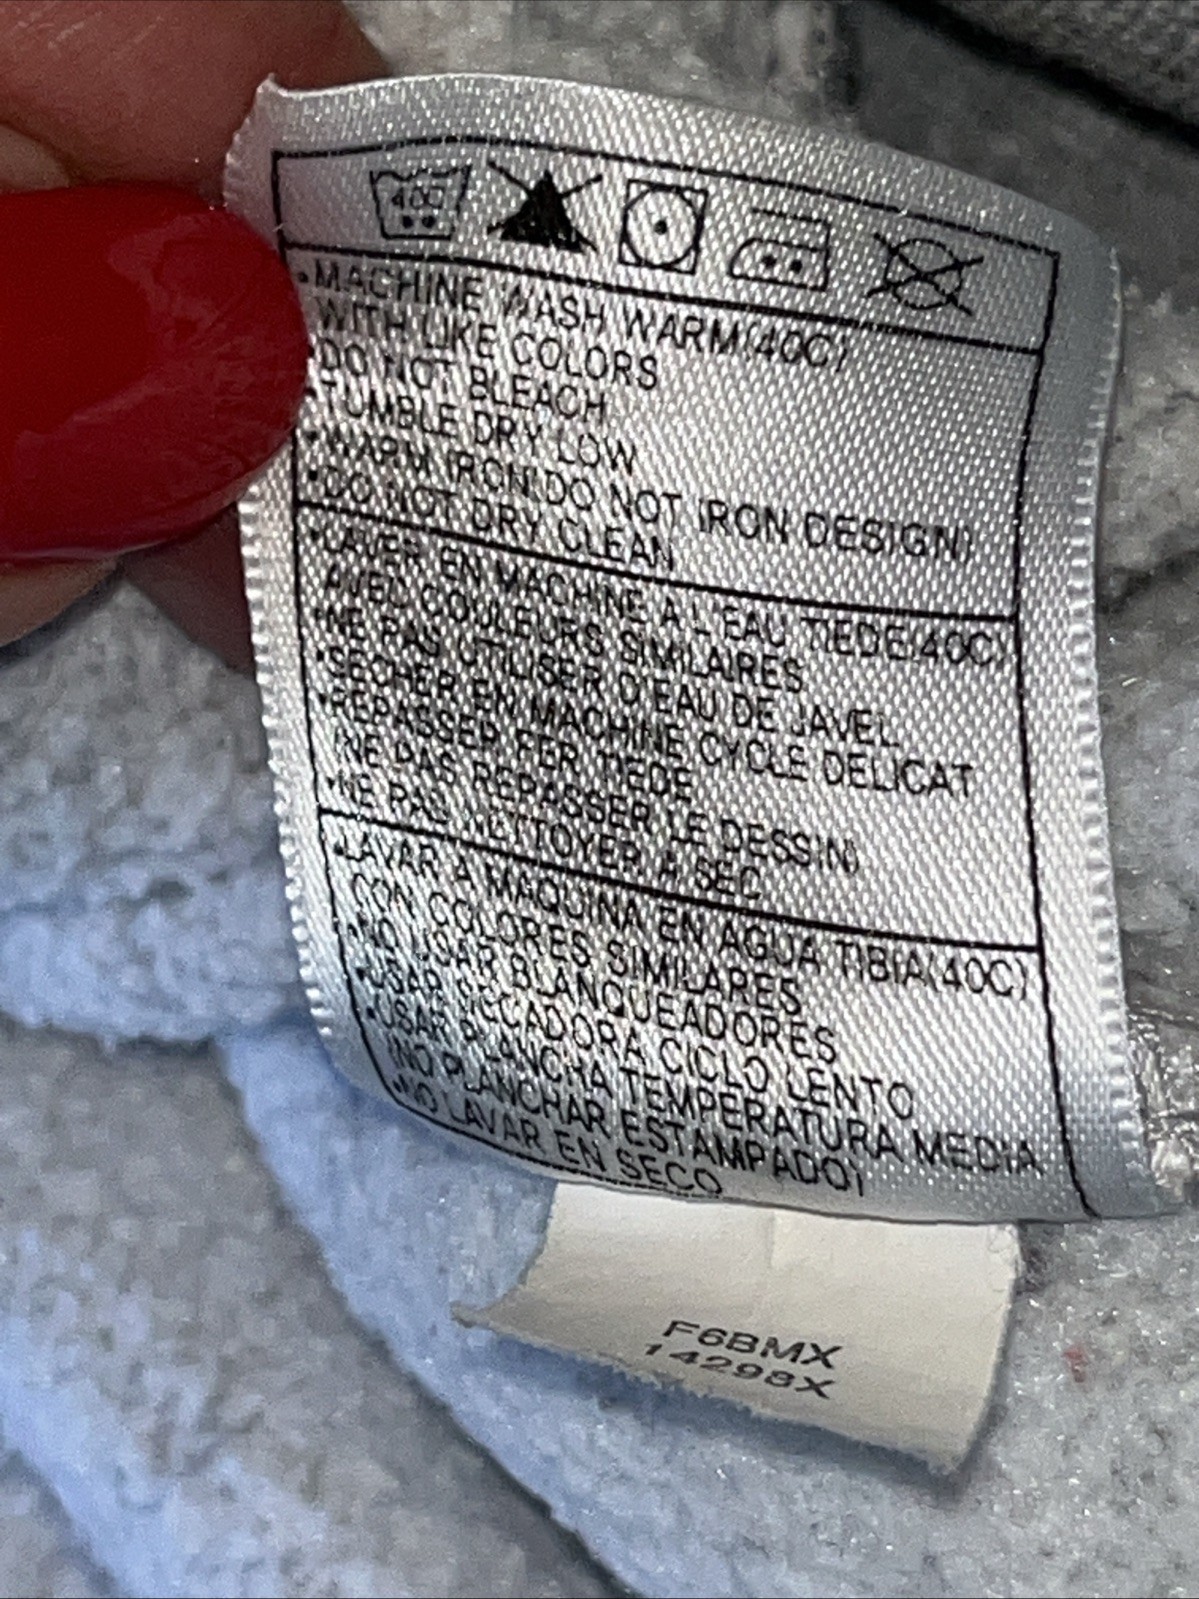 40C
•MACHINE WASH WARM(40C)
WITH LIKE COLORS
•DO NOT BLEACH
•TUMBLE DRY LOW
•WARM IRON(DO NOT IRON DESIGN)
•DO NOT DRY CLEAN
•LAVER EN MACHINE A L'EAU TIEDE(40C)
AVEC COULEURS SIMILAIRES
•NE PAS UTILISER D'EAU DE JAVEL
•SECHER EN MACHINE CYCLE DELICAT
•REPASSER FER TIEDE
(NE PAS REPASSER LE DESSIN)
•NE PAS NETTOYER A SEC
•LAVAR A MAQUINA EN AGUA TIBIA(40C)
CON COLORES SIMILARES
•NO USAR BLANQUEADORES
•USAR SECCADORA CICLO LENTO
•USAR PLANCHA TEMPERATURA MEDIA
(NO PLANCHAR ESTAMPADO)
•NO LAVAR EN SECO
F6BMX
14298X